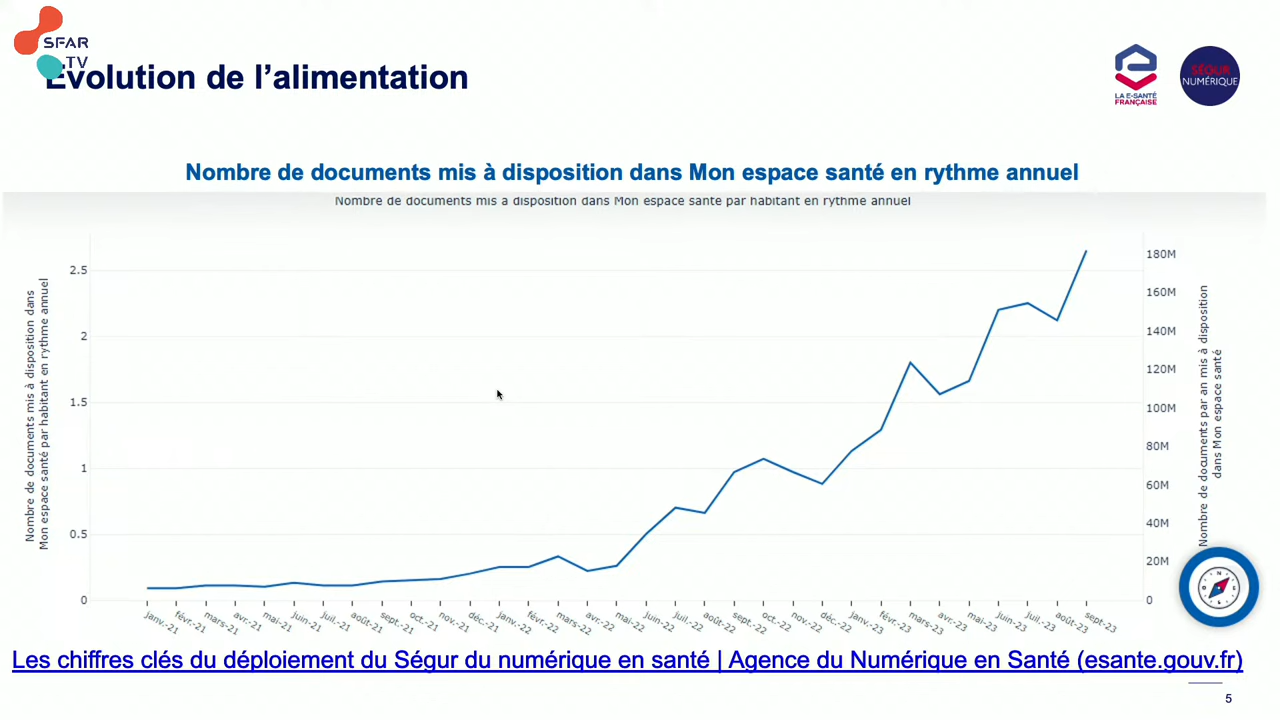 SFAR
TV
Evolution de l’alimentation
LA E-SANTÉ
FRANÇAISE
SÉGUR
NUMÉRIQUE
Nombre de documents mis à disposition dans Mon espace santé en rythme annuel
Nombre de documents mis à disposition dans Mon espace santé par habitant en rythme annuel
Nombre de documents mis à disposition dans
Mon espace santé par habitant en rythme annuel
2.5
2
1.5
1
0.5
0
180M
160M
140M
120M
100M
80M
60M
40M
20M
0
Nombre de documents par an mis à disposition
dans Mon espace santé
janv.-21
févr.-21
mars-21
avr.-21
mai-21
juin-21
juil.-21
août-21
sept.-21
oct.-21
nov.-21
déc.-21
janv.-22
févr.-22
mars-22
avr.-22
mai-22
juin-22
juil.-22
août-22
sept.-22
oct.-22
nov.-22
déc.-22
janv.-23
févr.-23
mars-23
avr.-23
mai-23
juin-23
juil.-23
août-23
sept-23
Les chiffres clés du déploiement du Ségur du numérique en santé | Agence du Numérique en Santé (esante.gouv.fr)
5